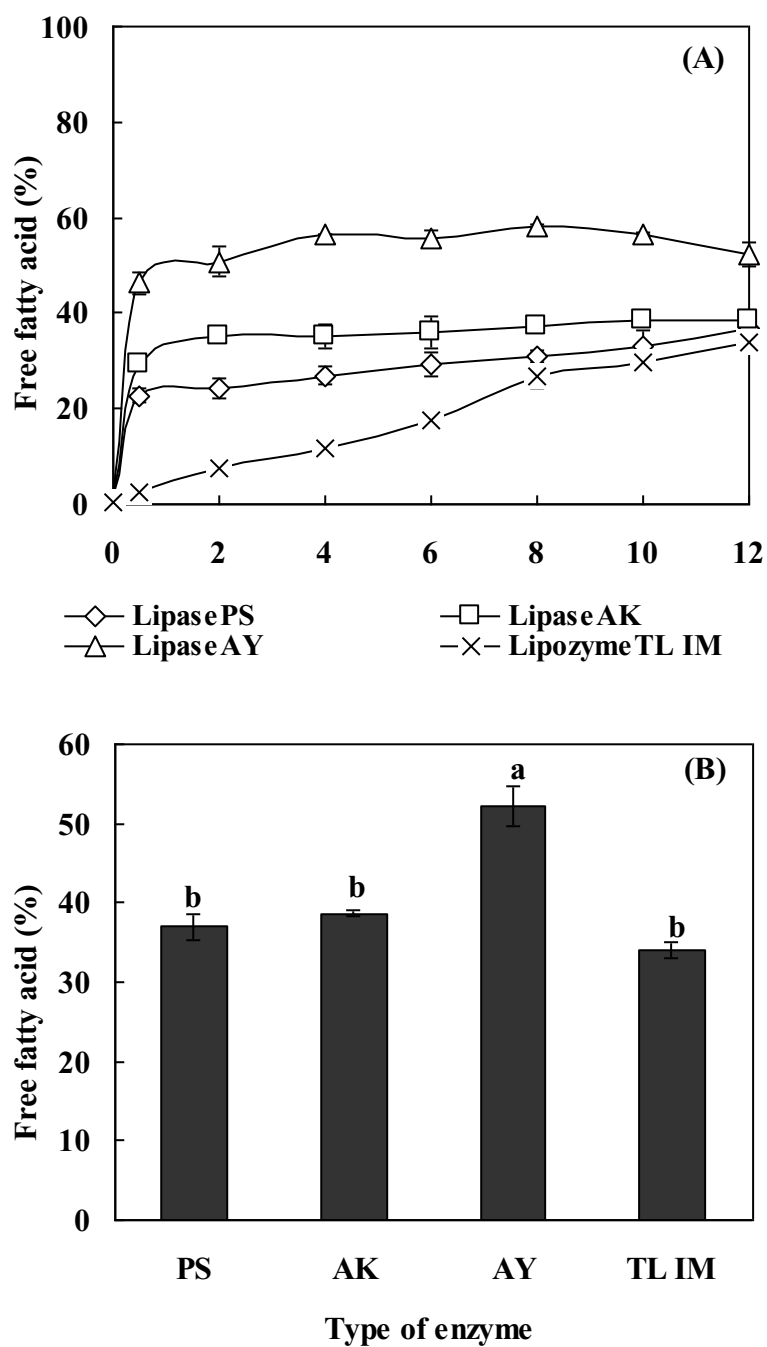 100
(A)
80
60
40
20
0
Free fatty acid (%)
0 2 4 6 8 10 12
Lipase PS Lipase AK
Lipase AY Lipozyme TL IM
60
(B)
a
50
b b b
40
30
20
10
0
Free fatty acid (%)
PS AK AY TL IM
Type of enzyme